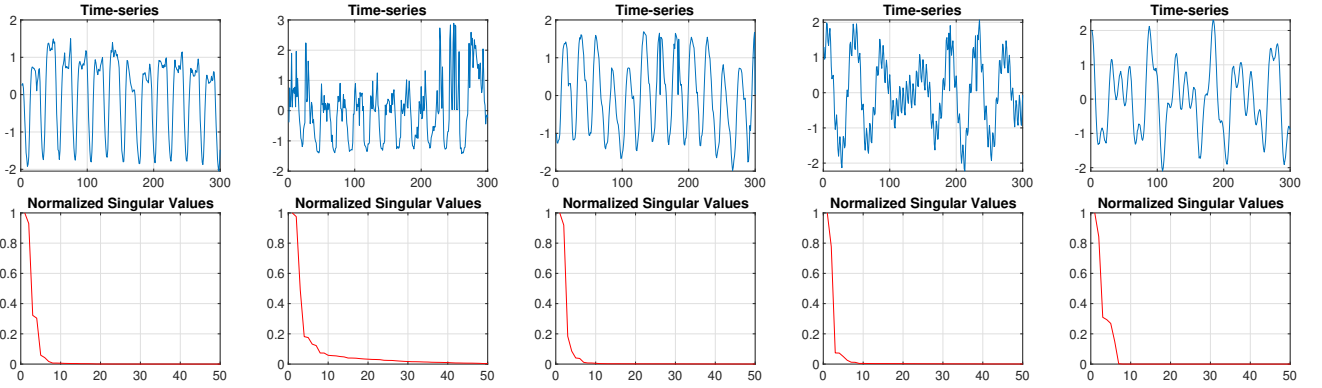 Time-series Time-series Time-series Time-series Time-series
2 3 2 2 2
1 2 1 1 1
0 1 0 0 0
-1 0 -1 -1 -1
-2 -1 -2 -2 -2
-2
0 100 200 300 0 100 200 300 0 100 200 300 0 100 200 300 0 100 200 300
Normalized Singular Values Normalized Singular Values Normalized Singular Values Normalized Singular Values Normalized Singular Values
1 1 1 1 1
0.8 0.8 0.8 0.8 0.8
0.6 0.6 0.6 0.6 0.6
0.4 0.4 0.4 0.4 0.4
0.2 0.2 0.2 0.2 0.2
0 0 0 0 0
0 10 20 30 40 50 0 10 20 30 40 50 0 10 20 30 40 50 0 10 20 30 40 50 0 10 20 30 40 50